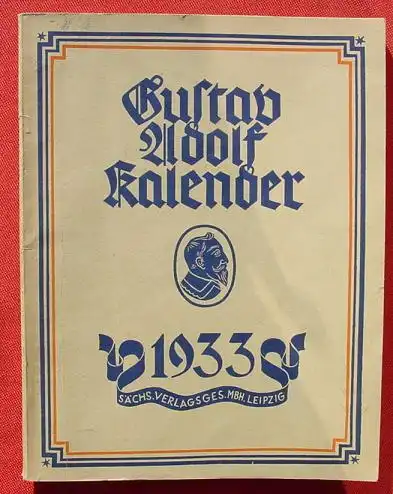 Gustav
Adolf
Kalender
1933
SÄCHS. VERLAGSGES. MBH. LEIPZIG